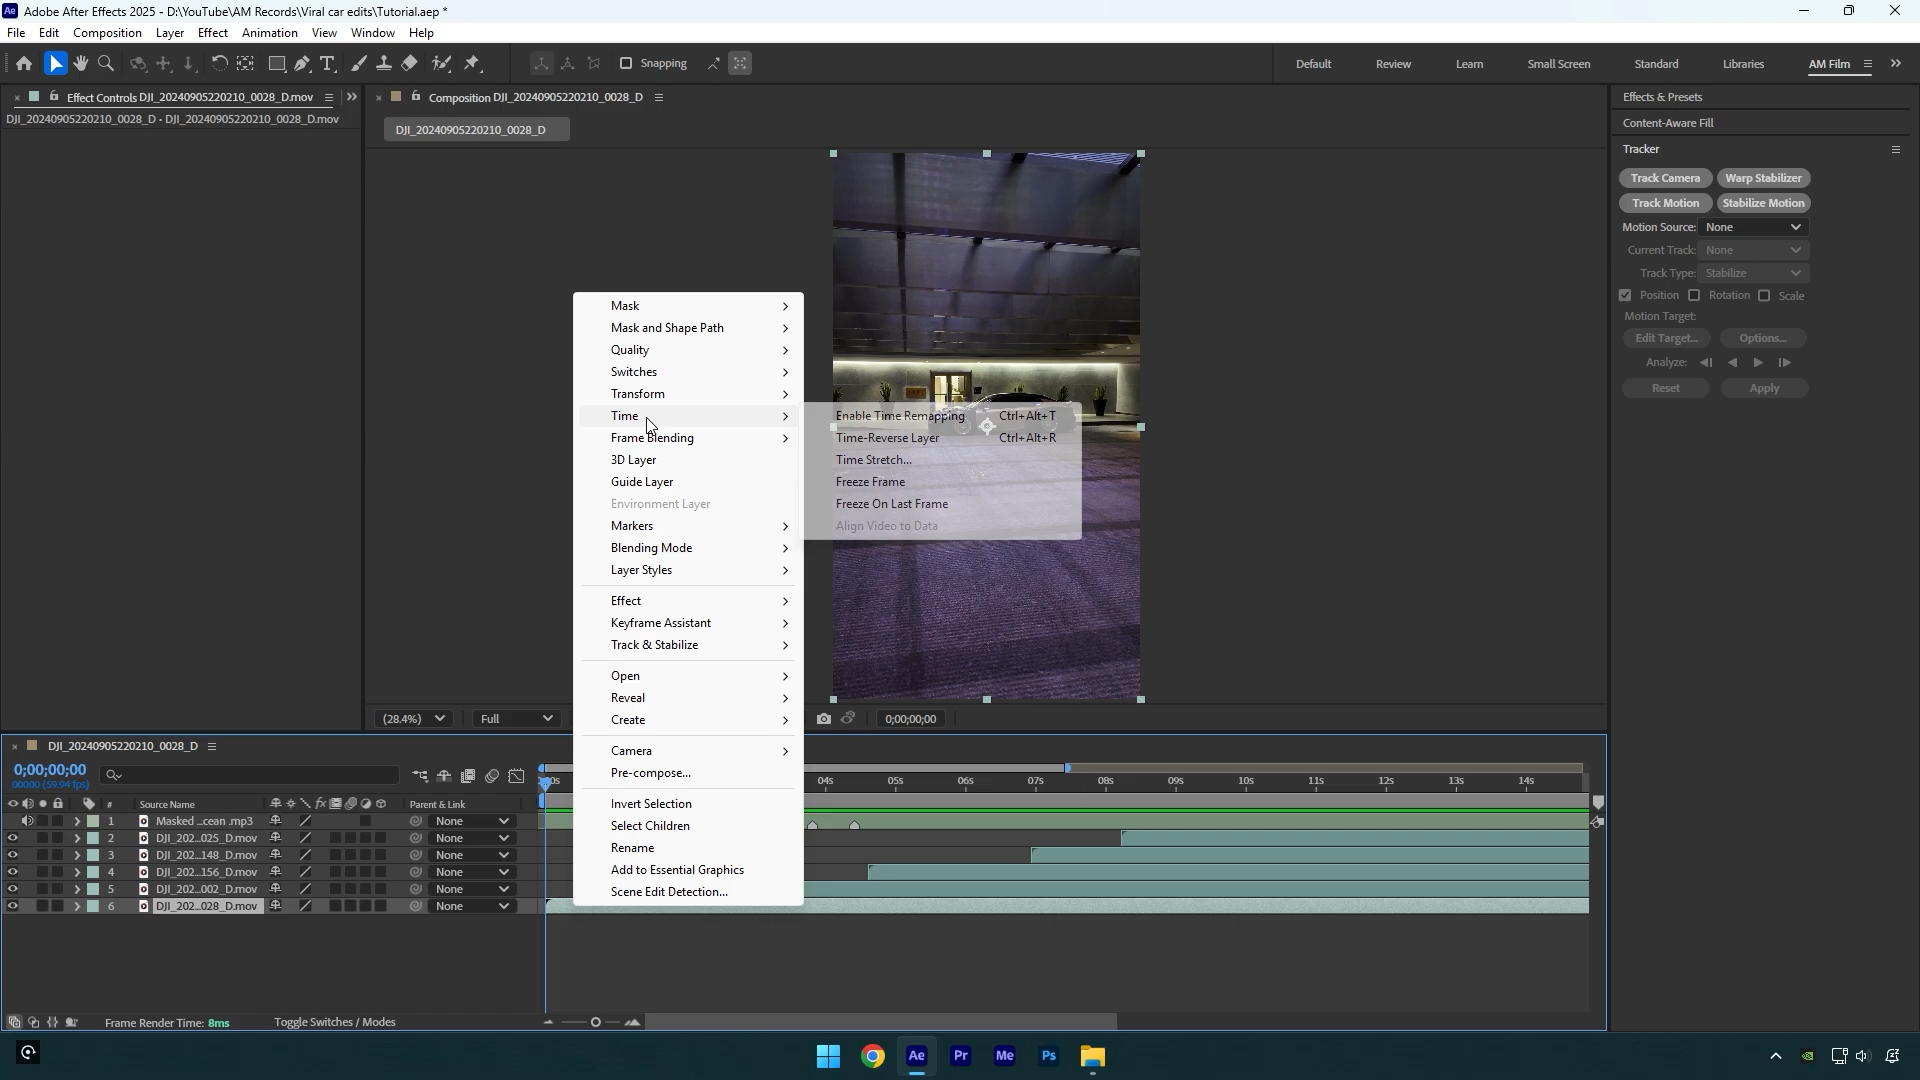 Adobe After Effects 2025 - D:\YouTube\AM Records\Viral car edits\Tutorial.aep *
File Edit Composition Layer Effect Animation View Window Help
Snapping
Default Review Learn Small Screen Standard Libraries AM Film
Effect Controls DJI_20240905220210_0028_D.mov
DJI_20240905220210_0028_D • DJI_20240905220210_0028_D.mov
Composition DJI_20240905220210_0028_D
DJI_20240905220210_0028_D
Effects & Presets
Content-Aware Fill
Tracker
Track Camera Warp Stabilizer
Track Motion Stabilize Motion
Motion Source: None
Current Track: None
Track Type: Stabilize
Position Rotation Scale
Motion Target:
Edit Target... Options...
Analyze:
Reset Apply
Mask
Mask and Shape Path
Quality
Switches
Transform
Time
Frame Blending
3D Layer
Guide Layer
Environment Layer
Markers
Blending Mode
Layer Styles
Effect
Keyframe Assistant
Track & Stabilize
Open
Reveal
Create
Camera
Pre-compose...
Invert Selection
Select Children
Rename
Add to Essential Graphics
Scene Edit Detection...
Enable Time Remapping Ctrl+Alt+T
Time-Reverse Layer Ctrl+Alt+R
Time Stretch...
Freeze Frame
Freeze On Last Frame
Align Video to Data
(28.4%) Full 0;00;00;00
DJI_20240905220210_0028_D
0;00;00;00
00000 (59.94 fps)
04s 05s 06s 07s 08s 09s 10s 11s 12s 13s 14s
# Source Name Parent & Link
1 Masked ...cean .mp3 None
2 DJI_202...025_D.mov None
3 DJI_202...148_D.mov None
4 DJI_202...156_D.mov None
5 DJI_202...002_D.mov None
6 DJI_202...028_D.mov None
Frame Render Time: 8ms Toggle Switches / Modes
Ae Pr Me Ps